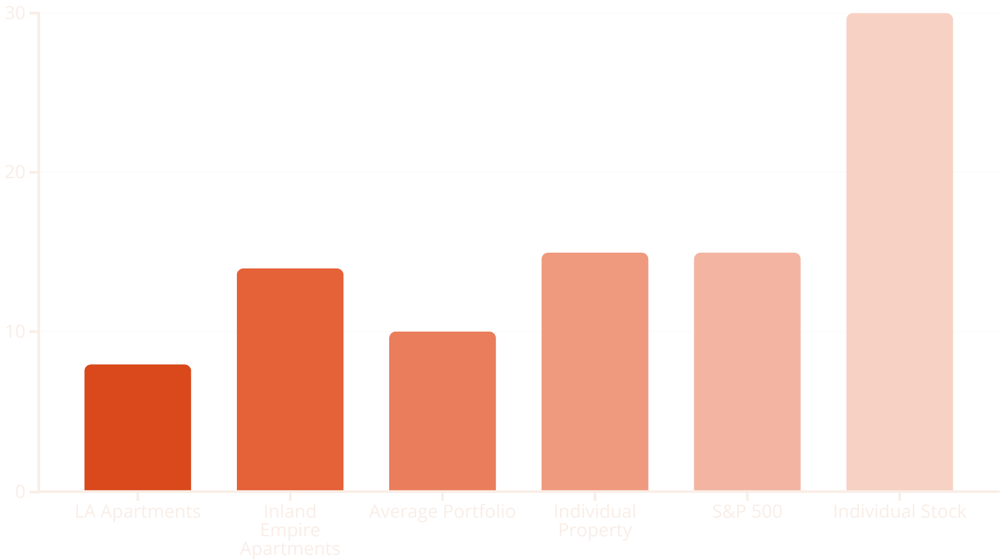 30
20
10
0
LA Apartments
Inland
Empire
Apartments
Average Portfolio
Individual
Property
S&P 500
Individual Stock